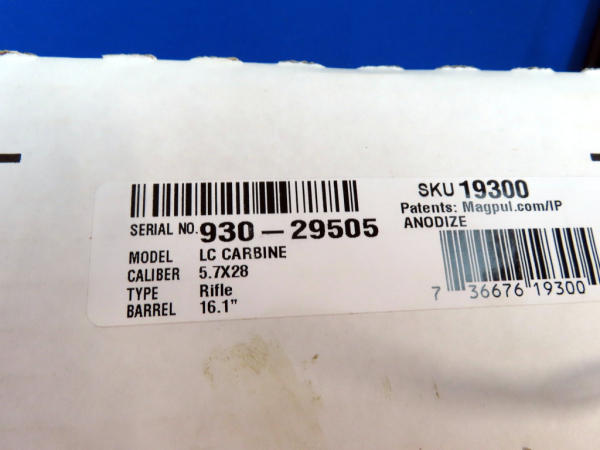 SERIAL NO. 930-29505
MODEL LC CARBINE
CALIBER 5.7X28
TYPE Rifle
BARREL 16.1"
SKU 19300
Patents: Magpul.com/IP
ANODIZE
7 36676 19300